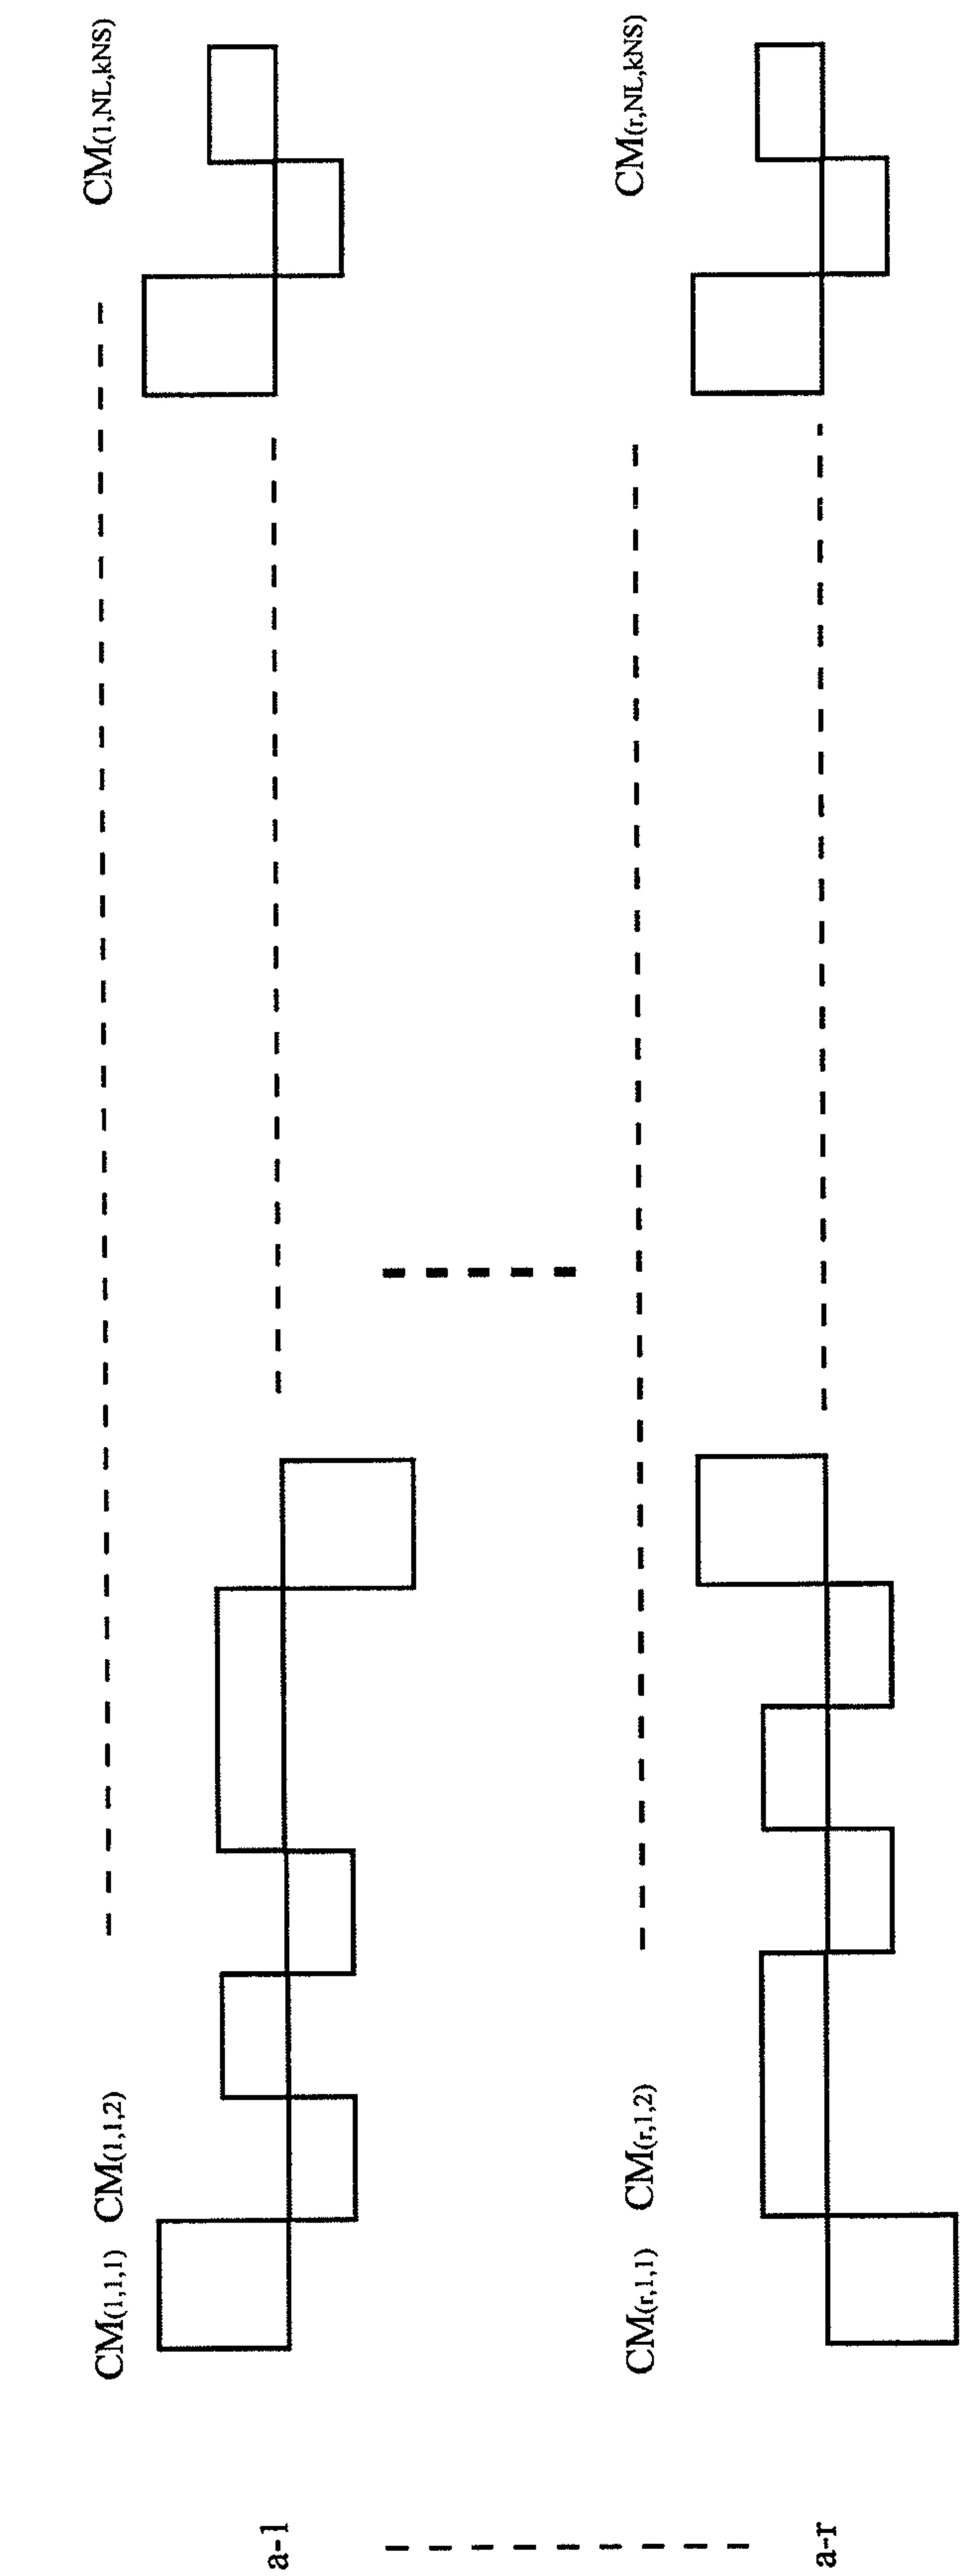 CM(1,1,1) CM(1,1,2) CM(1,NL,kNS)
a-1
CM(r,1,1) CM(r,1,2) CM(r,NL,kNS)
a-r